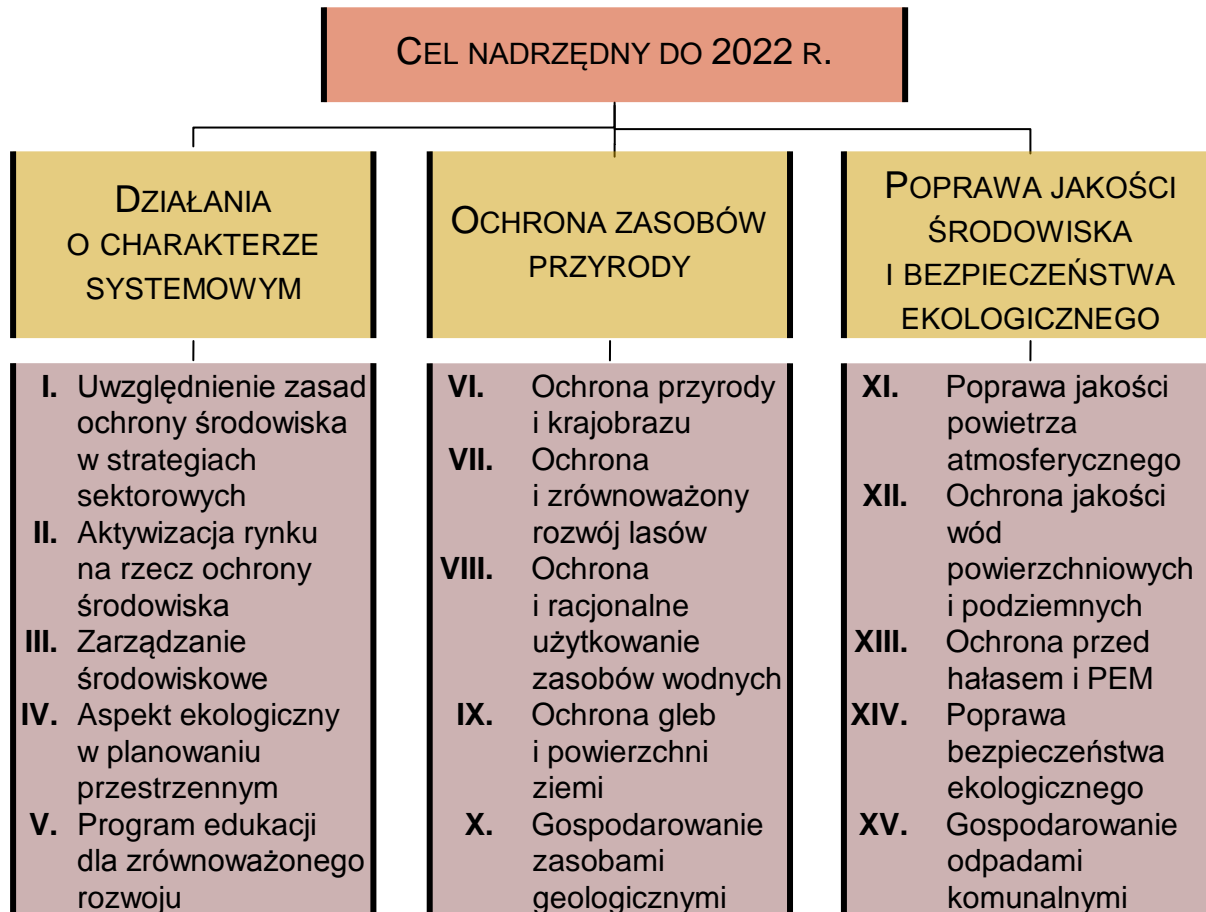 CEL NADRZĘDNY DO 2022 R.
DZIAŁANIA
O CHARAKTERZE
SYSTEMOWYM
OCHRONA ZASOBÓW
PRZYRODY
POPRAWA JAKOŚCI
ŚRODOWISKA
I BEZPIECZEŃSTWA
EKOLOGICZNEGO
I. Uwzględnienie zasad
ochrony środowiska
w strategiach
sektorowych
II. Aktywizacja rynku
na rzecz ochrony
środowiska
III. Zarządzanie
środowiskowe
IV. Aspekt ekologiczny
w planowaniu
przestrzennym
V. Program edukacji
dla zrównoważonego
rozwoju
VI. Ochrona przyrody
i krajobrazu
VII. Ochrona
i zrównoważony
rozwój lasów
VIII. Ochrona
i racjonalne
użytkowanie
zasobów wodnych
IX. Ochrona gleb
i powierzchni
ziemi
X. Gospodarowanie
zasobami
geologicznymi
XI. Poprawa jakości
powietrza
atmosferycznego
XII. Ochrona jakości
wód
powierzchniowych
i podziemnych
XIII. Ochrona przed
hałasem i PEM
XIV. Poprawa
bezpieczeństwa
ekologicznego
XV. Gospodarowanie
odpadami
komunalnymi